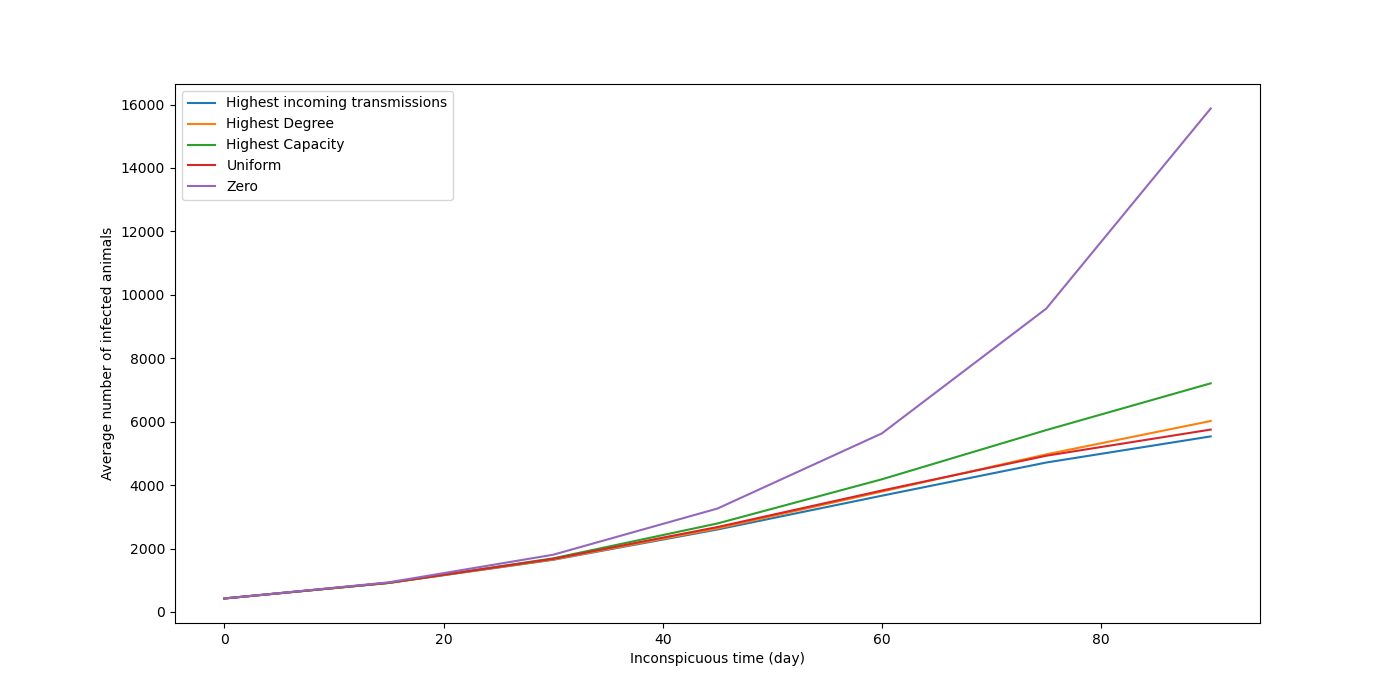 Highest incoming transmissions
Highest Degree
Highest Capacity
Uniform
Zero
16000
14000
12000
10000
8000
6000
4000
2000
0
Average number of infected animals
0 20 40 60 80
Inconspicuous time (day)